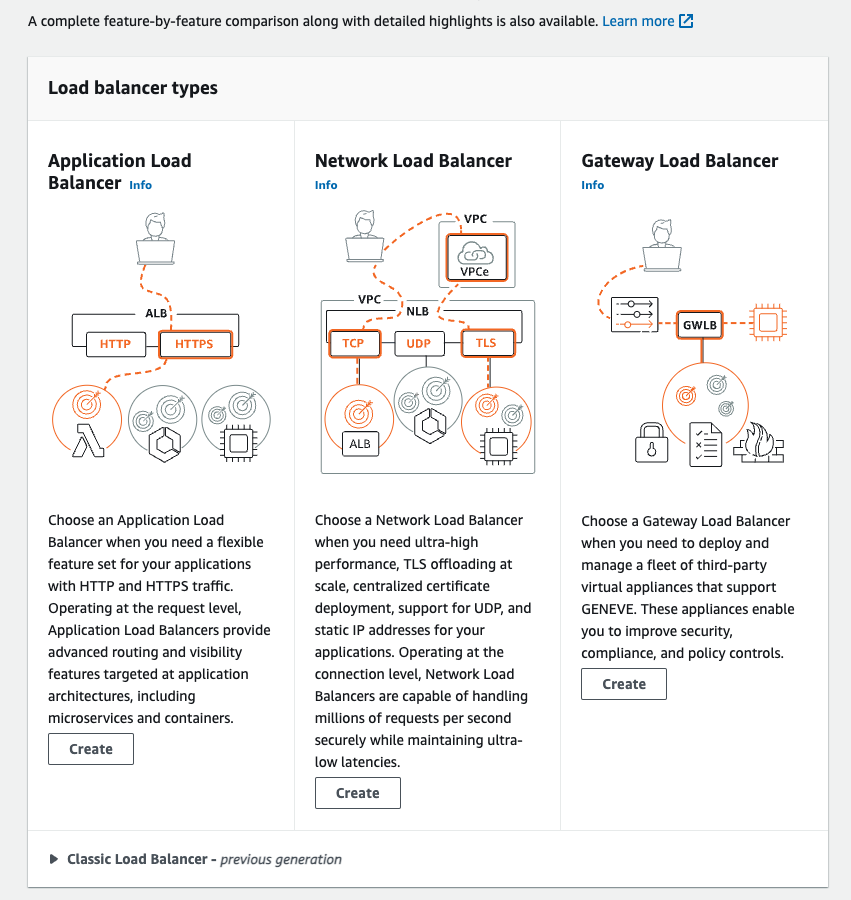 A complete feature-by-feature comparison along with detailed highlights is also available. Learn more
Load balancer types
Application Load
Balancer Info
ALB
HTTP
HTTPS
Choose an Application Load
Balancer when you need a flexible
feature set for your applications
with HTTP and HTTPS traffic.
Operating at the request level,
Application Load Balancers provide
advanced routing and visibility
features targeted at application
architectures, including
microservices and containers.
Create
Network Load Balancer
Info
VPC
VPCe
VPC
NLB
TCP
UDP
TLS
ALB
Choose a Network Load Balancer
when you need ultra-high
performance, TLS offloading at
scale, centralized certificate
deployment, support for UDP, and
static IP addresses for your
applications. Operating at the
connection level, Network Load
Balancers are capable of handling
millions of requests per second
securely while maintaining ultra-
low latencies.
Create
Gateway Load Balancer
Info
GWLB
Choose a Gateway Load Balancer
when you need to deploy and
manage a fleet of third-party
virtual appliances that support
GENEVE. These appliances enable
you to improve security,
compliance, and policy controls.
Create
Classic Load Balancer - previous generation